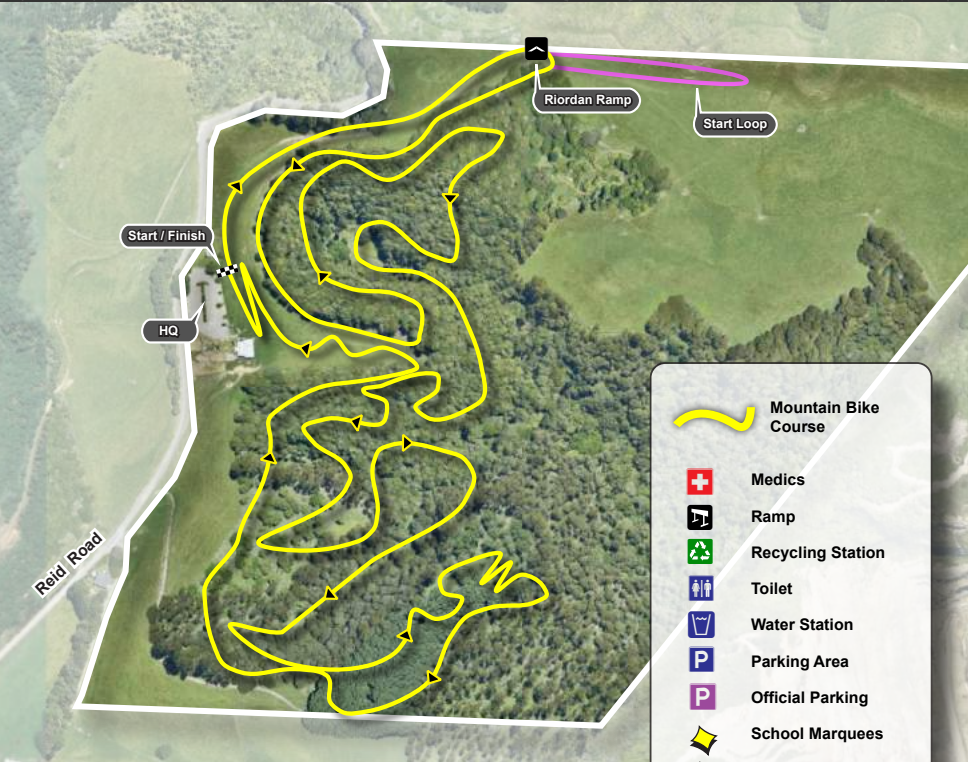 Riordan Ramp
Start Loop
Start / Finish
HQ
Reid Road
Mountain Bike
Course
Medics
Ramp
Recycling Station
Toilet
Water Station
P
Parking Area
P
Official Parking
School Marquees